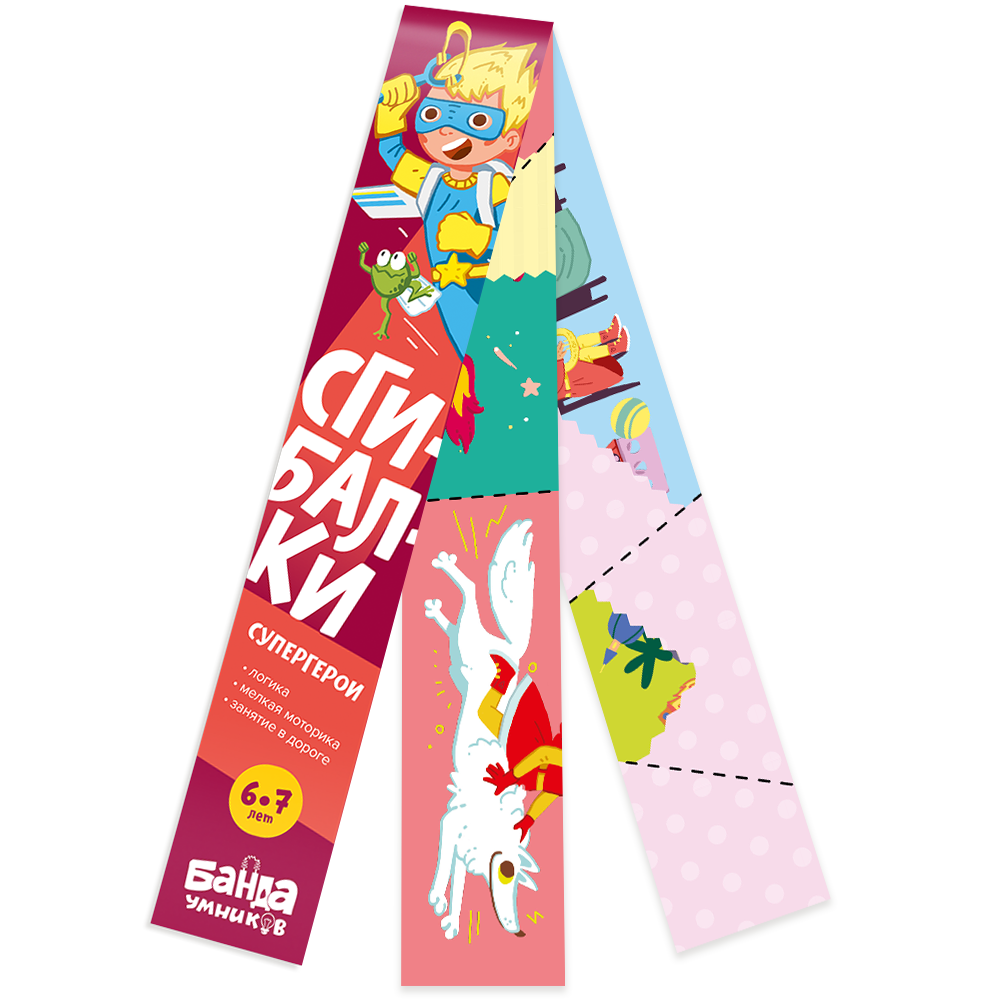 СГИ-
БАЛ-
КИ
СУПЕРГЕРОИ
• логика
• мелкая моторика
• занятие в дороге
6•7
лет
банда
умников